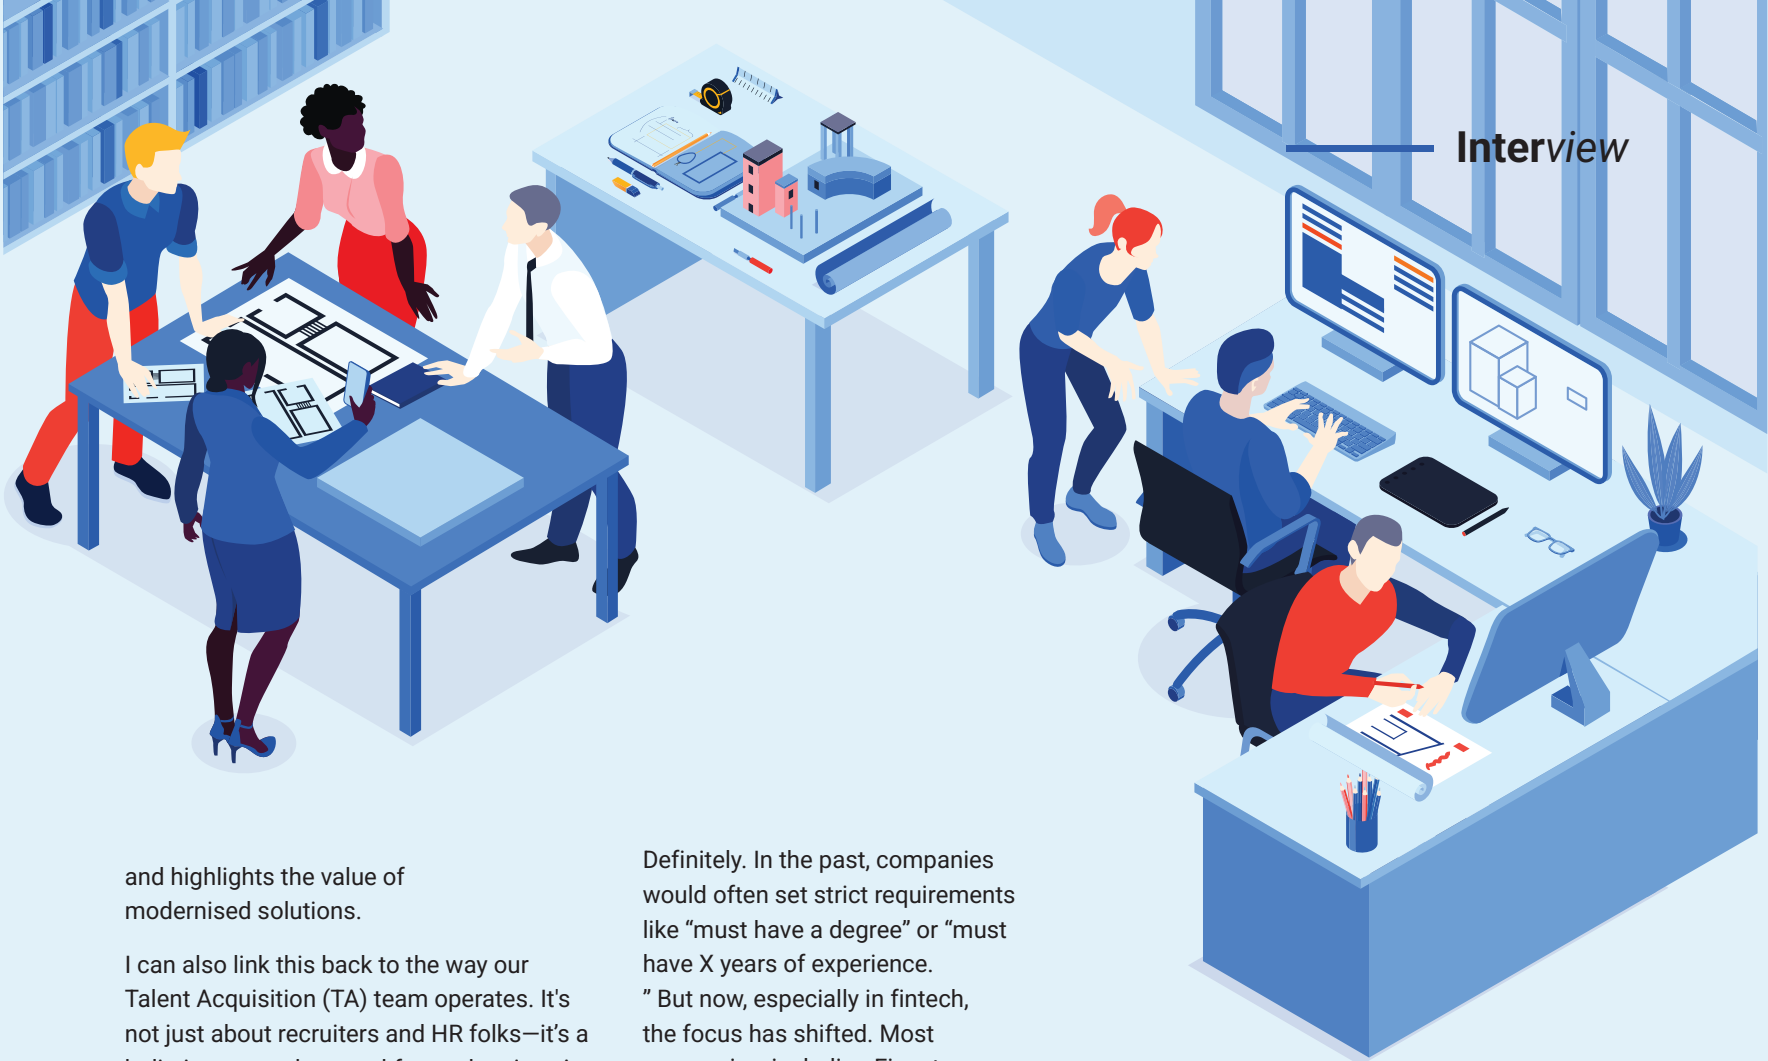 Interview
and highlights the value of
modernised solutions.
I can also link this back to the way our
Talent Acquisition (TA) team operates. It's
not just about recruiters and HR folks—it’s a
Definitely. In the past, companies
would often set strict requirements
like “must have a degree” or “must
have X years of experience.
” But now, especially in fintech,
the focus has shifted. Most